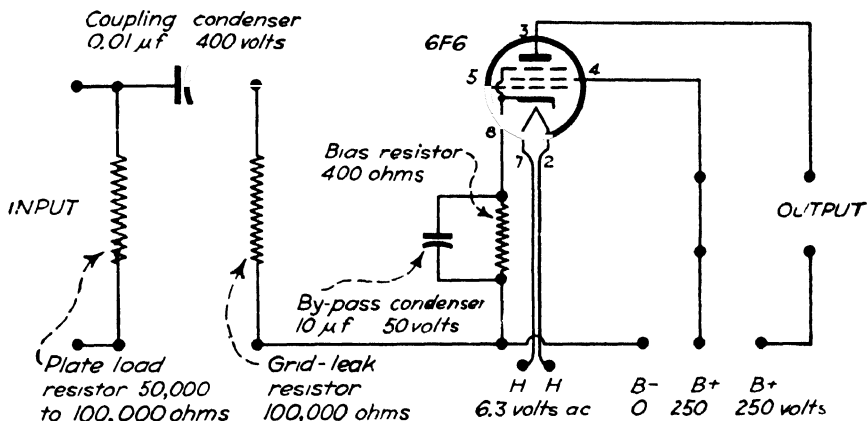 Coupling condenser
0.01 µf 400 volts
6F6
3
5
4
8
7
2
Bias resistor
400 ohms
INPUT
OUTPUT
By-pass condenser
10 µf 50 volts
Plate load
resistor 50,000
to 100,000 ohms
Grid-leak
resistor
100,000 ohms
H H
6.3 volts ac
B- B+ B+
0 250 250 volts